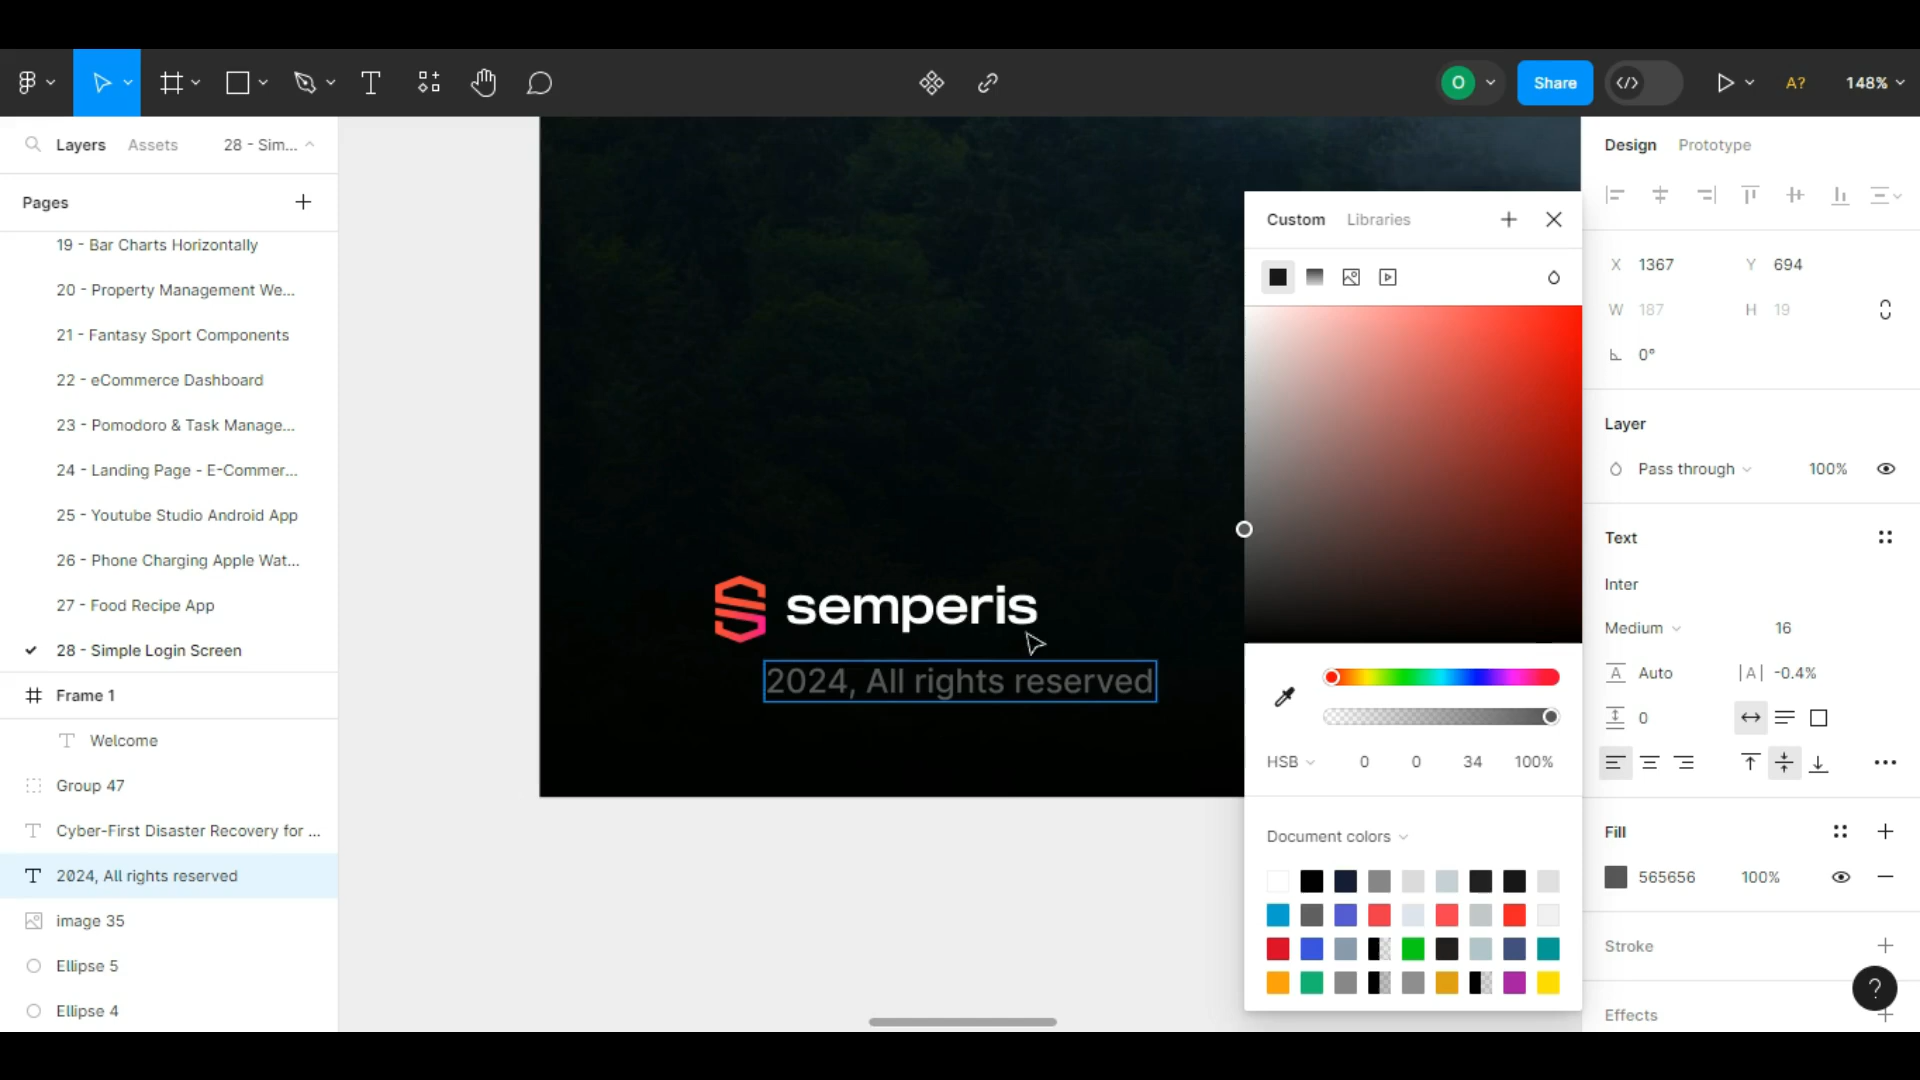 O
Share
A?
148%
Layers
Assets
28 - Sim...
Pages
19 - Bar Charts Horizontally
20 - Property Management We...
21 - Fantasy Sport Components
22 - eCommerce Dashboard
23 - Pomodoro & Task Manage...
24 - Landing Page - E-Commer...
25 - Youtube Studio Android App
26 - Phone Charging Apple Wat...
27 - Food Recipe App
28 - Simple Login Screen
Frame 1
Welcome
Group 47
Cyber-First Disaster Recovery for ...
2024, All rights reserved
image 35
Ellipse 5
Ellipse 4
semperis
2024, All rights reserved
Custom
Libraries
HSB
0
0
34
100%
Document colors
Design
Prototype
X 1367
Y 694
W 187
H 19
0°
Layer
Pass through
100%
Text
Inter
Medium
16
A Auto
|A| -0.4%
0
Fill
565656
100%
Stroke
Effects
?